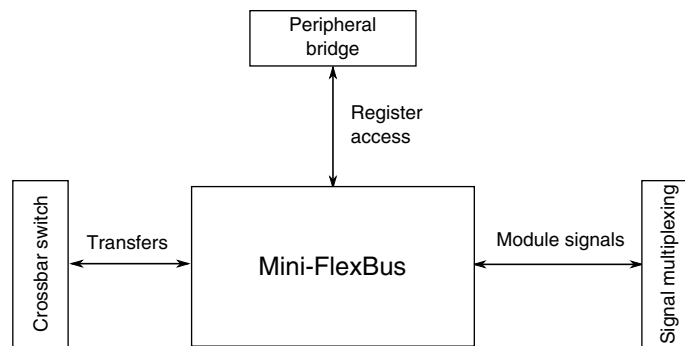 Peripheral
bridge
Register
access
Crossbar switch
Transfers
Mini-FlexBus
Module signals
Signal multiplexing